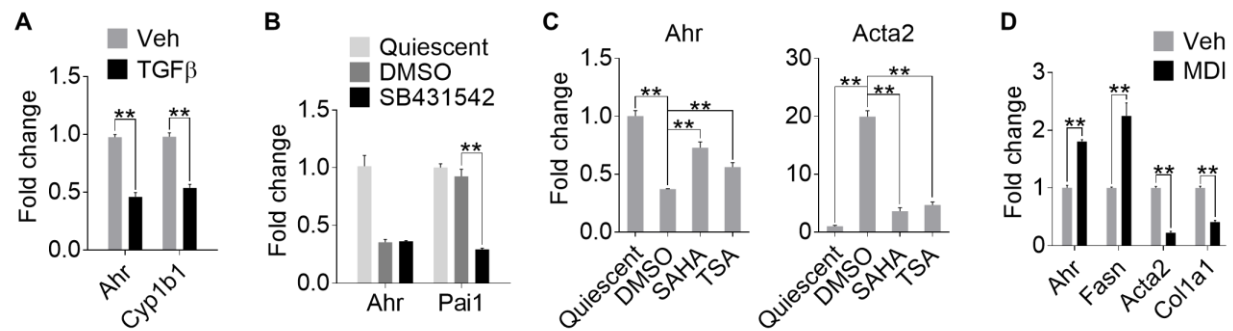 A
Veh
TGFβ
Fold change
1.5
1.0
0.5
0.0
**
**
Ahr
Cyp1b1
B
Quiescent
DMSO
SB431542
Fold change
1.5
1.0
0.5
0.0
**
Ahr
Pai1
C
Ahr
Fold change
1.5
1.0
0.5
0.0
**
**
**
Quiescent
DMSO
SAHA
TSA
Acta2
30
20
10
0
**
**
**
Quiescent
DMSO
SAHA
TSA
D
Veh
MDI
Fold change
3
2
1
0
**
**
**
**
Ahr
Fasn
Acta2
Col1a1